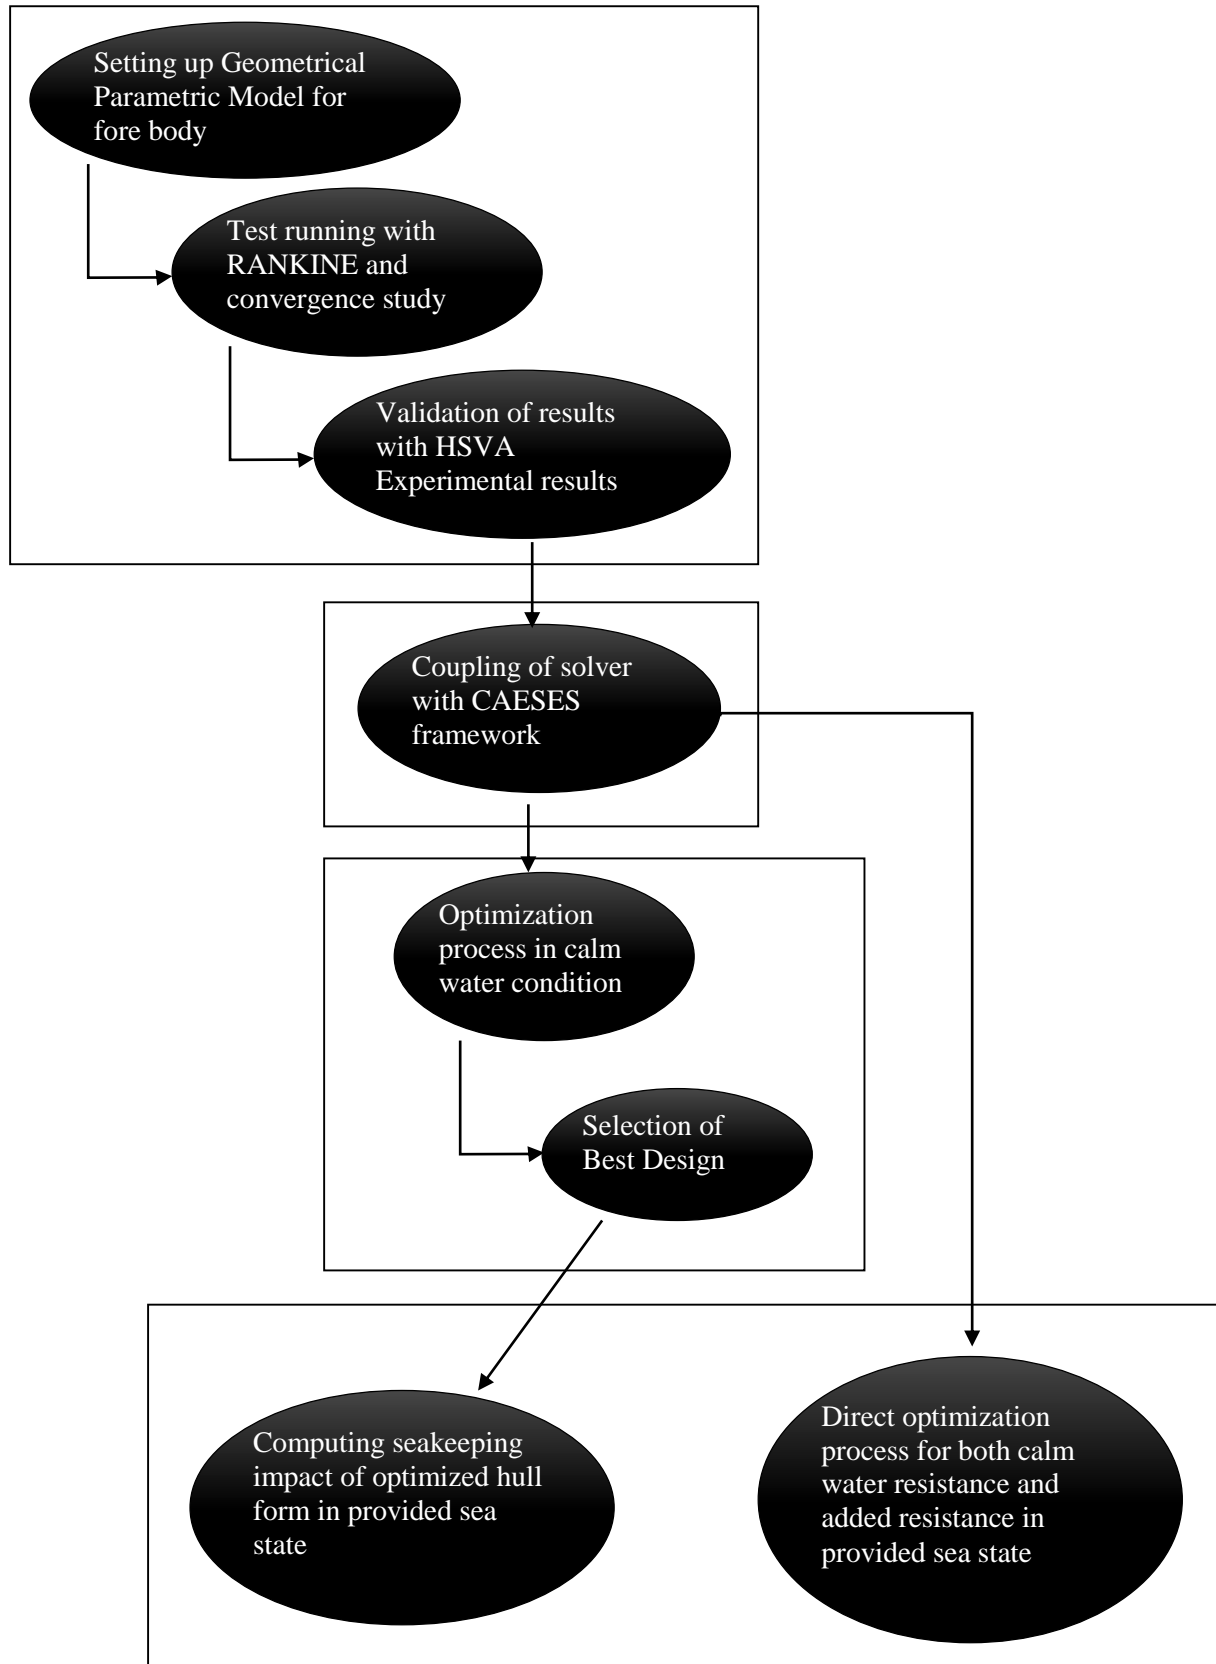 Setting up Geometrical
Parametric Model for
fore body
Test running with
RANKINE and
convergence study
Validation of results
with HSVA
Experimental results
Coupling of solver
with CAESES
framework
Optimization
process in calm
water condition
Selection of
Best Design
Computing seakeeping
impact of optimized hull
form in provided sea
state
Direct optimization
process for both calm
water resistance and
added resistance in
provided sea state